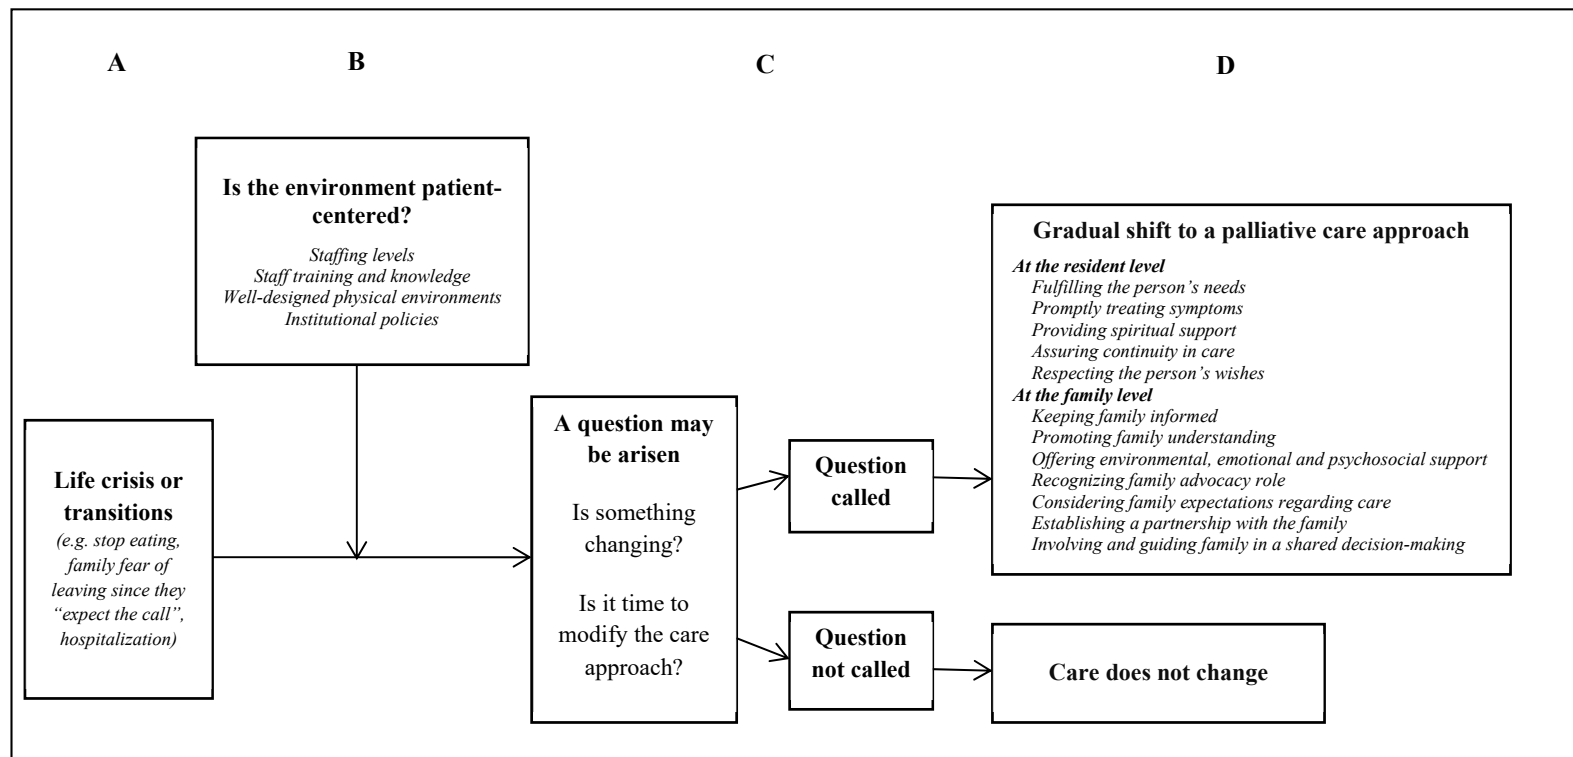 A
B
C
D
Is the environment patient-
centered?
Staffing levels
Staff training and knowledge
Well-designed physical environments
Institutional policies
Life crisis or
transitions
(e.g. stop eating,
family fear of
leaving since they
“expect the call”,
hospitalization)
A question may
be arisen
Is something
changing?
Is it time to
modify the care
approach?
Question
called
Question
not called
Gradual shift to a palliative care approach
At the resident level
Fulfilling the person’s needs
Promptly treating symptoms
Providing spiritual support
Assuring continuity in care
Respecting the person’s wishes
At the family level
Keeping family informed
Promoting family understanding
Offering environmental, emotional and psychosocial support
Recognizing family advocacy role
Considering family expectations regarding care
Establishing a partnership with the family
Involving and guiding family in a shared decision-making
Care does not change